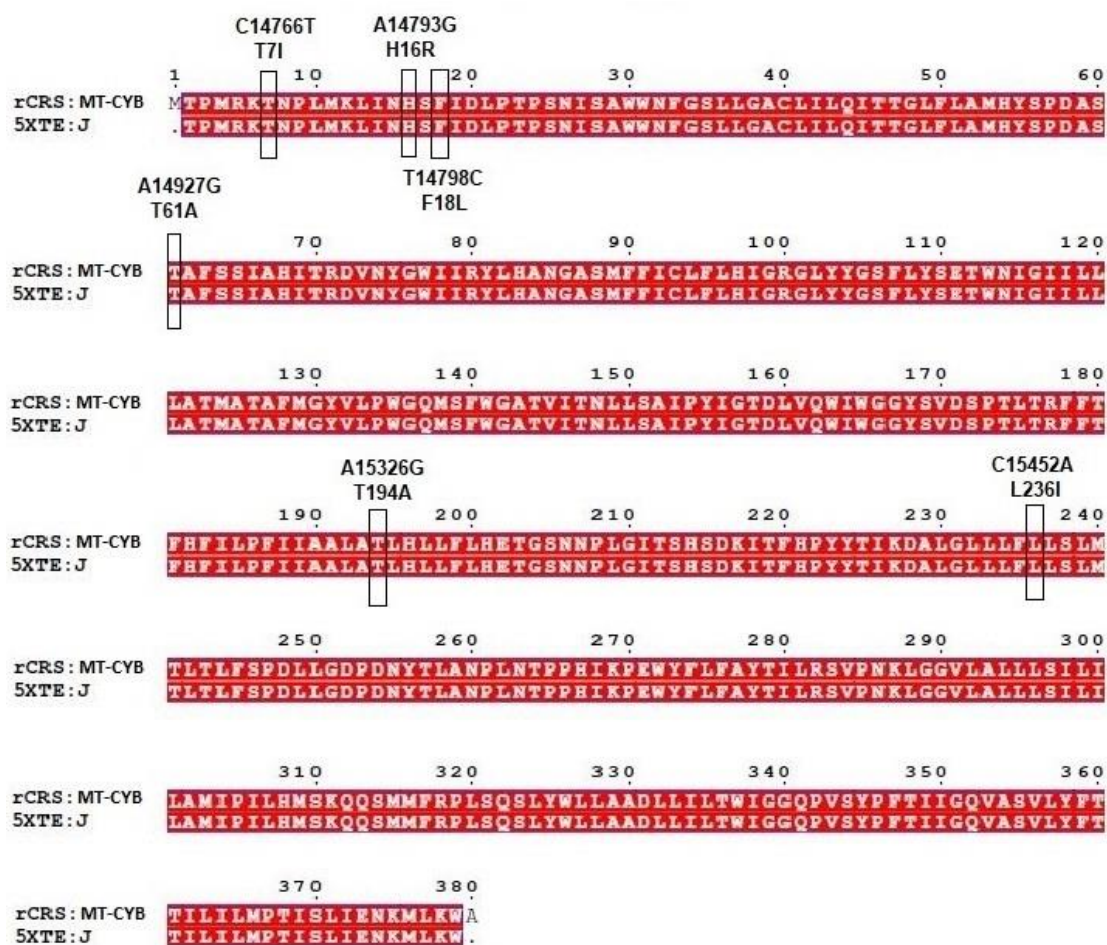 C14766T A14793G
T7I H16R
1 10 20 30 40 50 60
rCRS:MT-CYB MTPMRKTNPLMKLINHSFIDLPTPSNISAWWNFGSLLGACLILQITTGLFLAMHYSPDAS
5XTE:J .TPMRKTNPLMKLINHSFIDLPTPSNISAWWNFGSLLGACLILQITTGLFLAMHYSPDAS
T14798C
F18L
A14927G
T61A
70 80 90 100 110 120
rCRS:MT-CYB TAFSSIAHITRDVNYGWIIRYLHANGASMFFICLFLHIGRGLYYGSFLYSETWNIGIILL
5XTE:J TAFSSIAHITRDVNYGWIIRYLHANGASMFFICLFLHIGRGLYYGSFLYSETWNIGIILL
130 140 150 160 170 180
rCRS:MT-CYB LATMATAFMGYVLPWGQMSFWGATVITNLLSAIPYIGTDLVQWIWGGYSVDSPTLTRFFT
5XTE:J LATMATAFMGYVLPWGQMSFWGATVITNLLSAIPYIGTDLVQWIWGGYSVDSPTLTRFFT
A15326G C15452A
T194A L236I
190 200 210 220 230 240
rCRS:MT-CYB FHFILPFIIAALATLHLLFLHETGSNNPLGITSHSDKITFHPYYTIKDALGLLLFLLSLM
5XTE:J FHFILPFIIAALATLHLLFLHETGSNNPLGITSHSDKITFHPYYTIKDALGLLLFLLSLM
250 260 270 280 290 300
rCRS:MT-CYB TLTLFSPDLLGDPDNYTLANPLNTPPHIKPEWYFLFAYTILRSVPNKLGGVLALLLSILI
5XTE:J TLTLFSPDLLGDPDNYTLANPLNTPPHIKPEWYFLFAYTILRSVPNKLGGVLALLLSILI
310 320 330 340 350 360
rCRS:MT-CYB LAMIPILHMSKQQSMMFRPLSQSLYWLLAADLLILTWIGGQPVSYPFTIIGQVASVLYFT
5XTE:J LAMIPILHMSKQQSMMFRPLSQSLYWLLAADLLILTWIGGQPVSYPFTIIGQVASVLYFT
370 380
rCRS:MT-CYB TILILMPTISLIENKMLKWA
5XTE:J TILILMPTISLIENKMLKW.